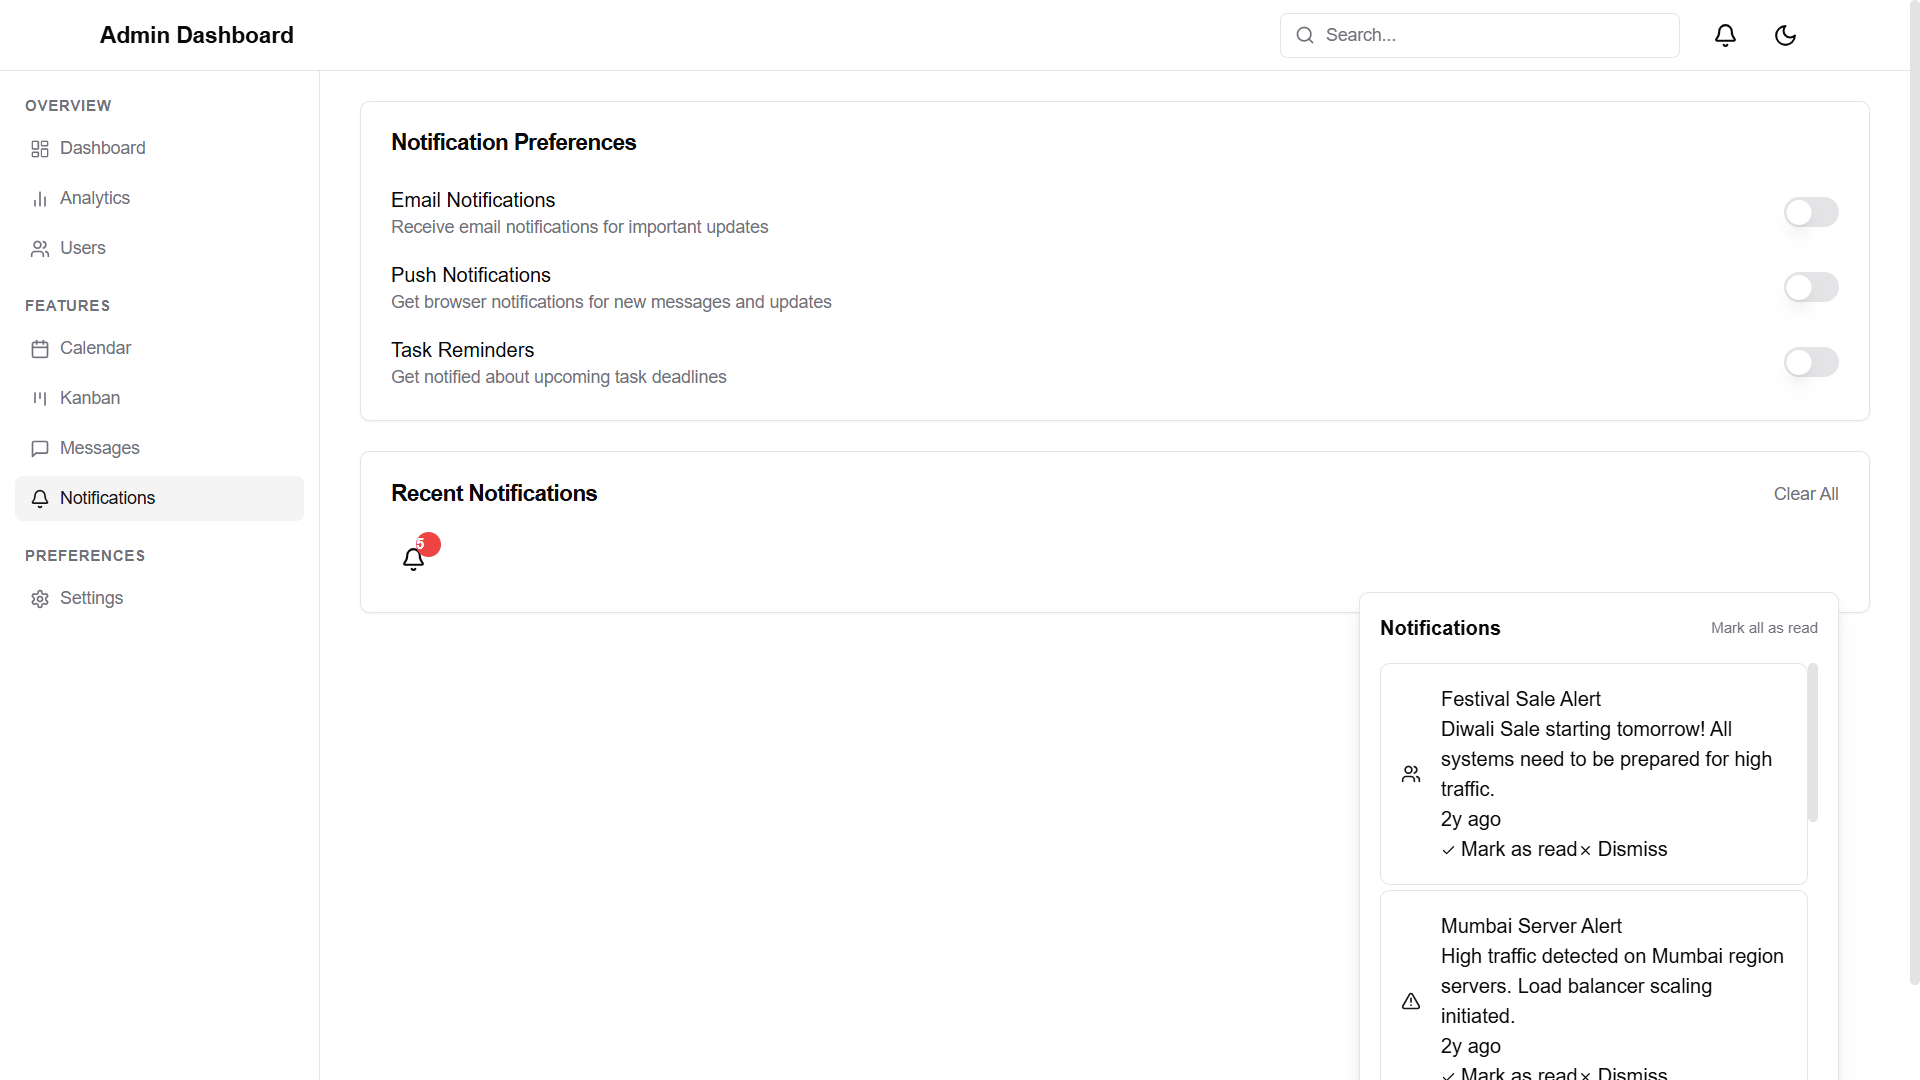 Admin Dashboard
Search...
OVERVIEW
Dashboard
Analytics
Users
FEATURES
Calendar
Kanban
Messages
Notifications
PREFERENCES
Settings
Notification Preferences
Email Notifications
Receive email notifications for important updates
Push Notifications
Get browser notifications for new messages and updates
Task Reminders
Get notified about upcoming task deadlines
Recent Notifications
Clear All
5
Notifications
Mark all as read
Festival Sale Alert
Diwali Sale starting tomorrow! All
systems need to be prepared for high
traffic.
2y ago
Mark as read Dismiss
Mumbai Server Alert
High traffic detected on Mumbai region
servers. Load balancer scaling
initiated.
2y ago
Mark as read Dismiss